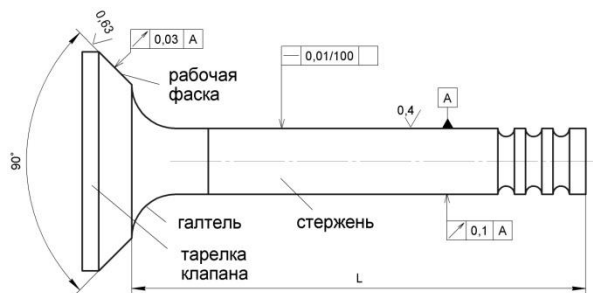 0,63
0,03 A
рабочая
фаска
0,01/100
A
0,4
90°
галтель
стержень
0,1 A
тарелка
клапана
L